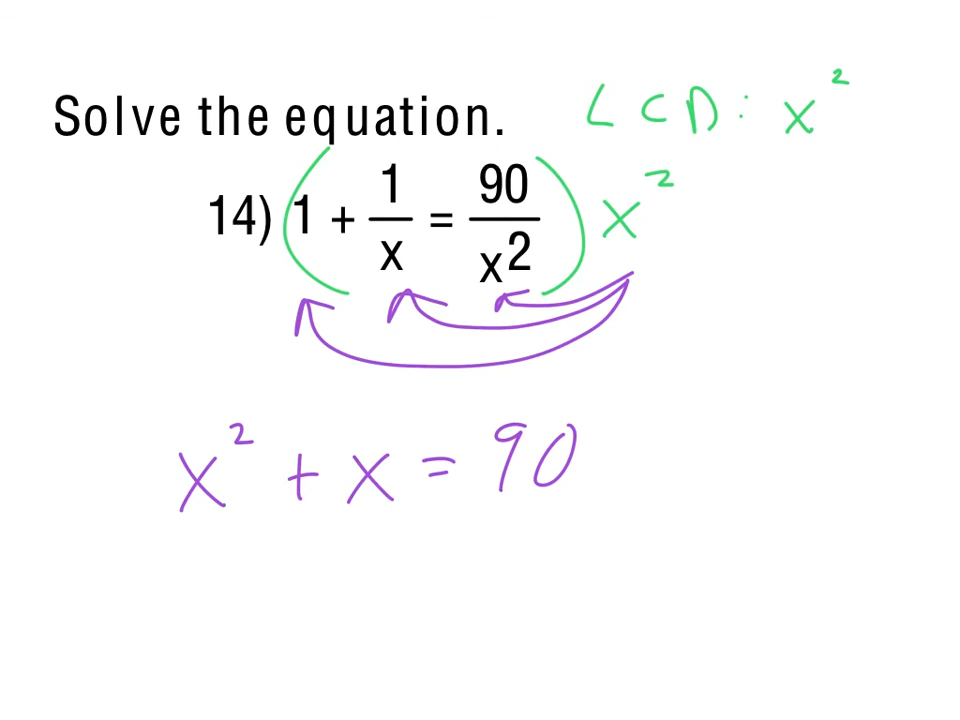 Solve the equation. LCD: x²
14) (1 + 1/x = 90/x²) x²
x² + x = 90